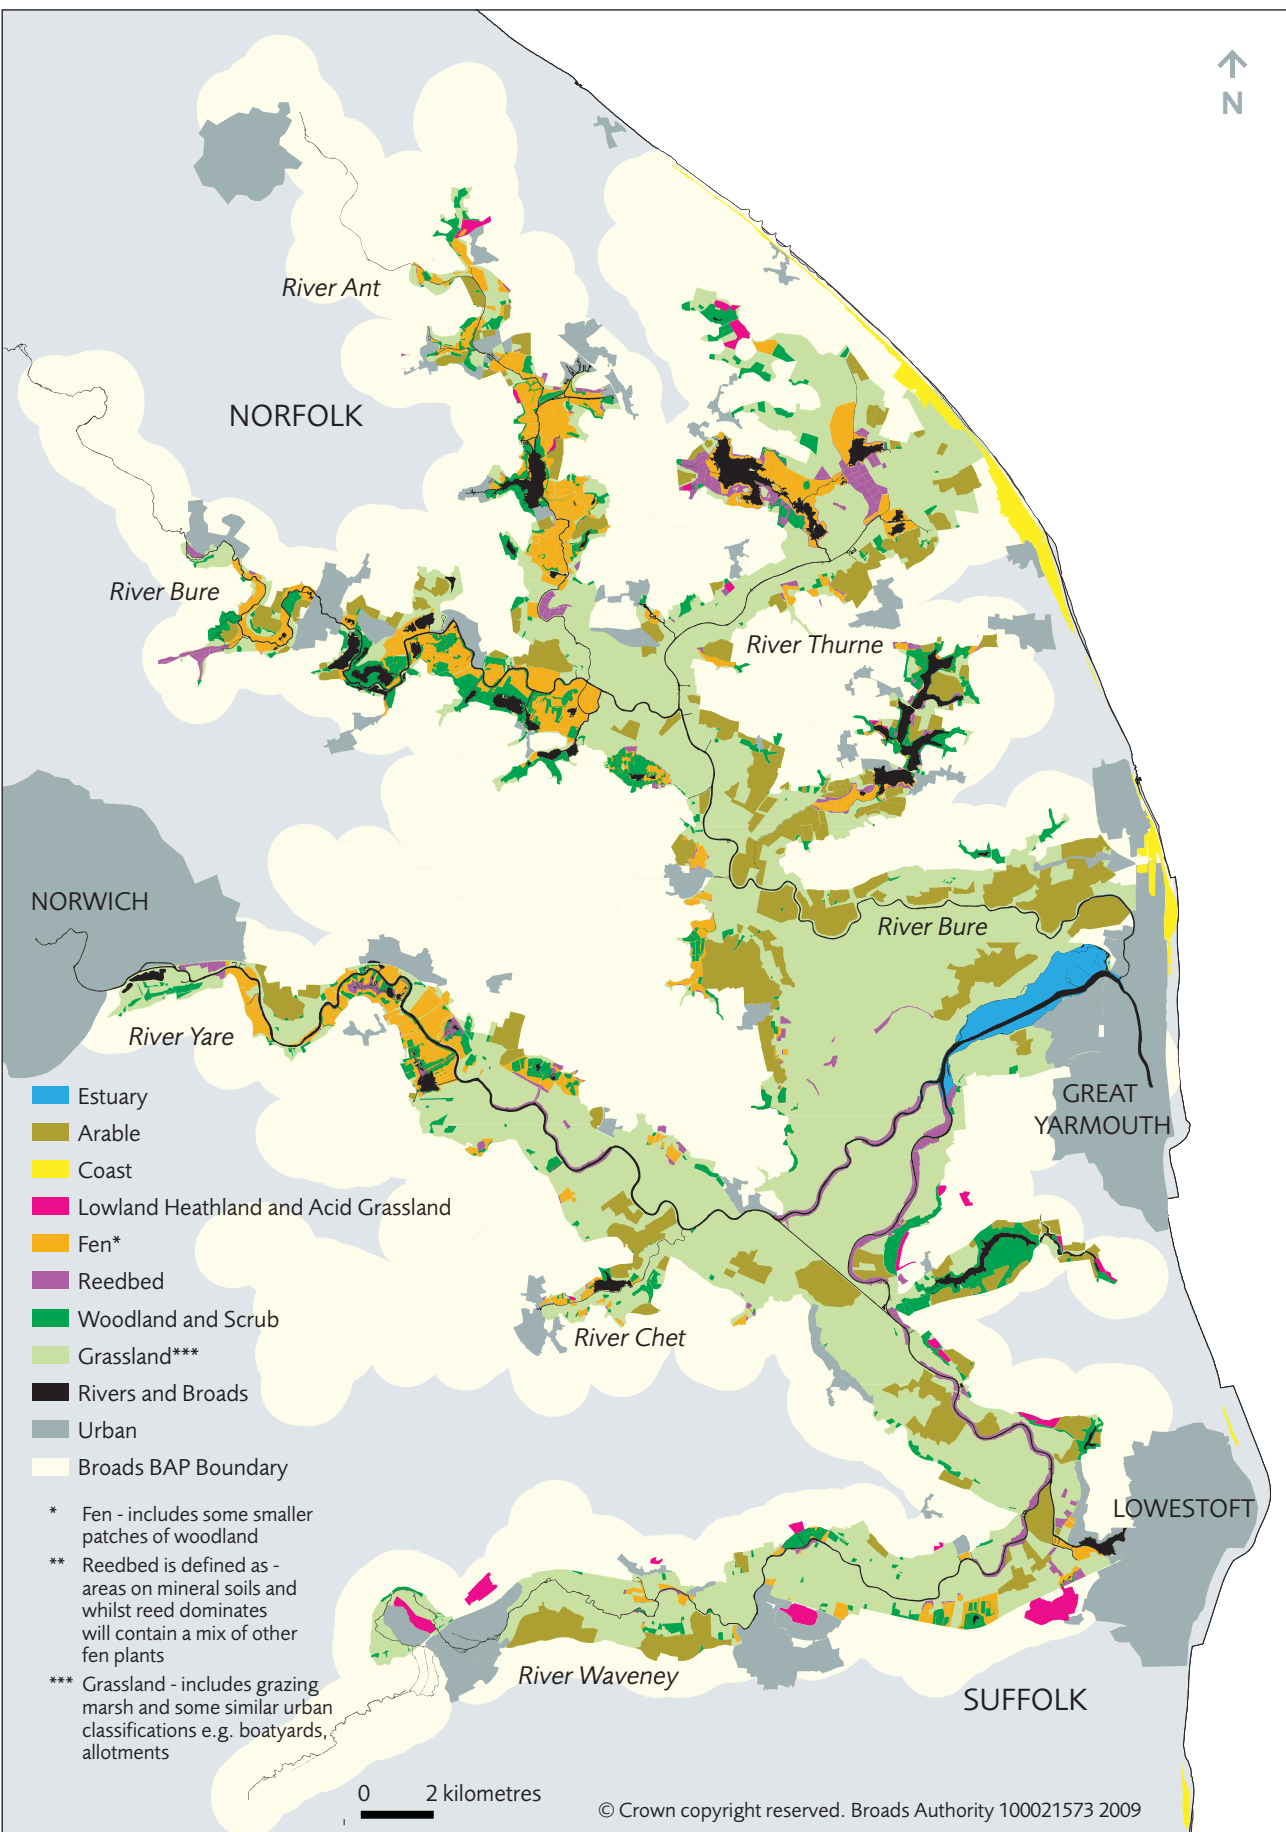 N
River Ant
NORFOLK
River Bure
River Thurne
NORWICH
River Bure
River Yare
Estuary
Arable
Coast
Lowland Heathland and Acid Grassland
Fen*
Reedbed
Woodland and Scrub
Grassland***
Rivers and Broads
Urban
Broads BAP Boundary
GREAT
YARMOUTH
River Chet
LOWESTOFT
* Fen - includes some smaller
patches of woodland
** Reedbed is defined as -
areas on mineral soils and
whilst reed dominates
will contain a mix of other
fen plants
*** Grassland - includes grazing
marsh and some similar urban
classifications e.g. boatyards,
allotments
River Waveney
SUFFOLK
0 2 kilometres
© Crown copyright reserved. Broads Authority 100021573 2009